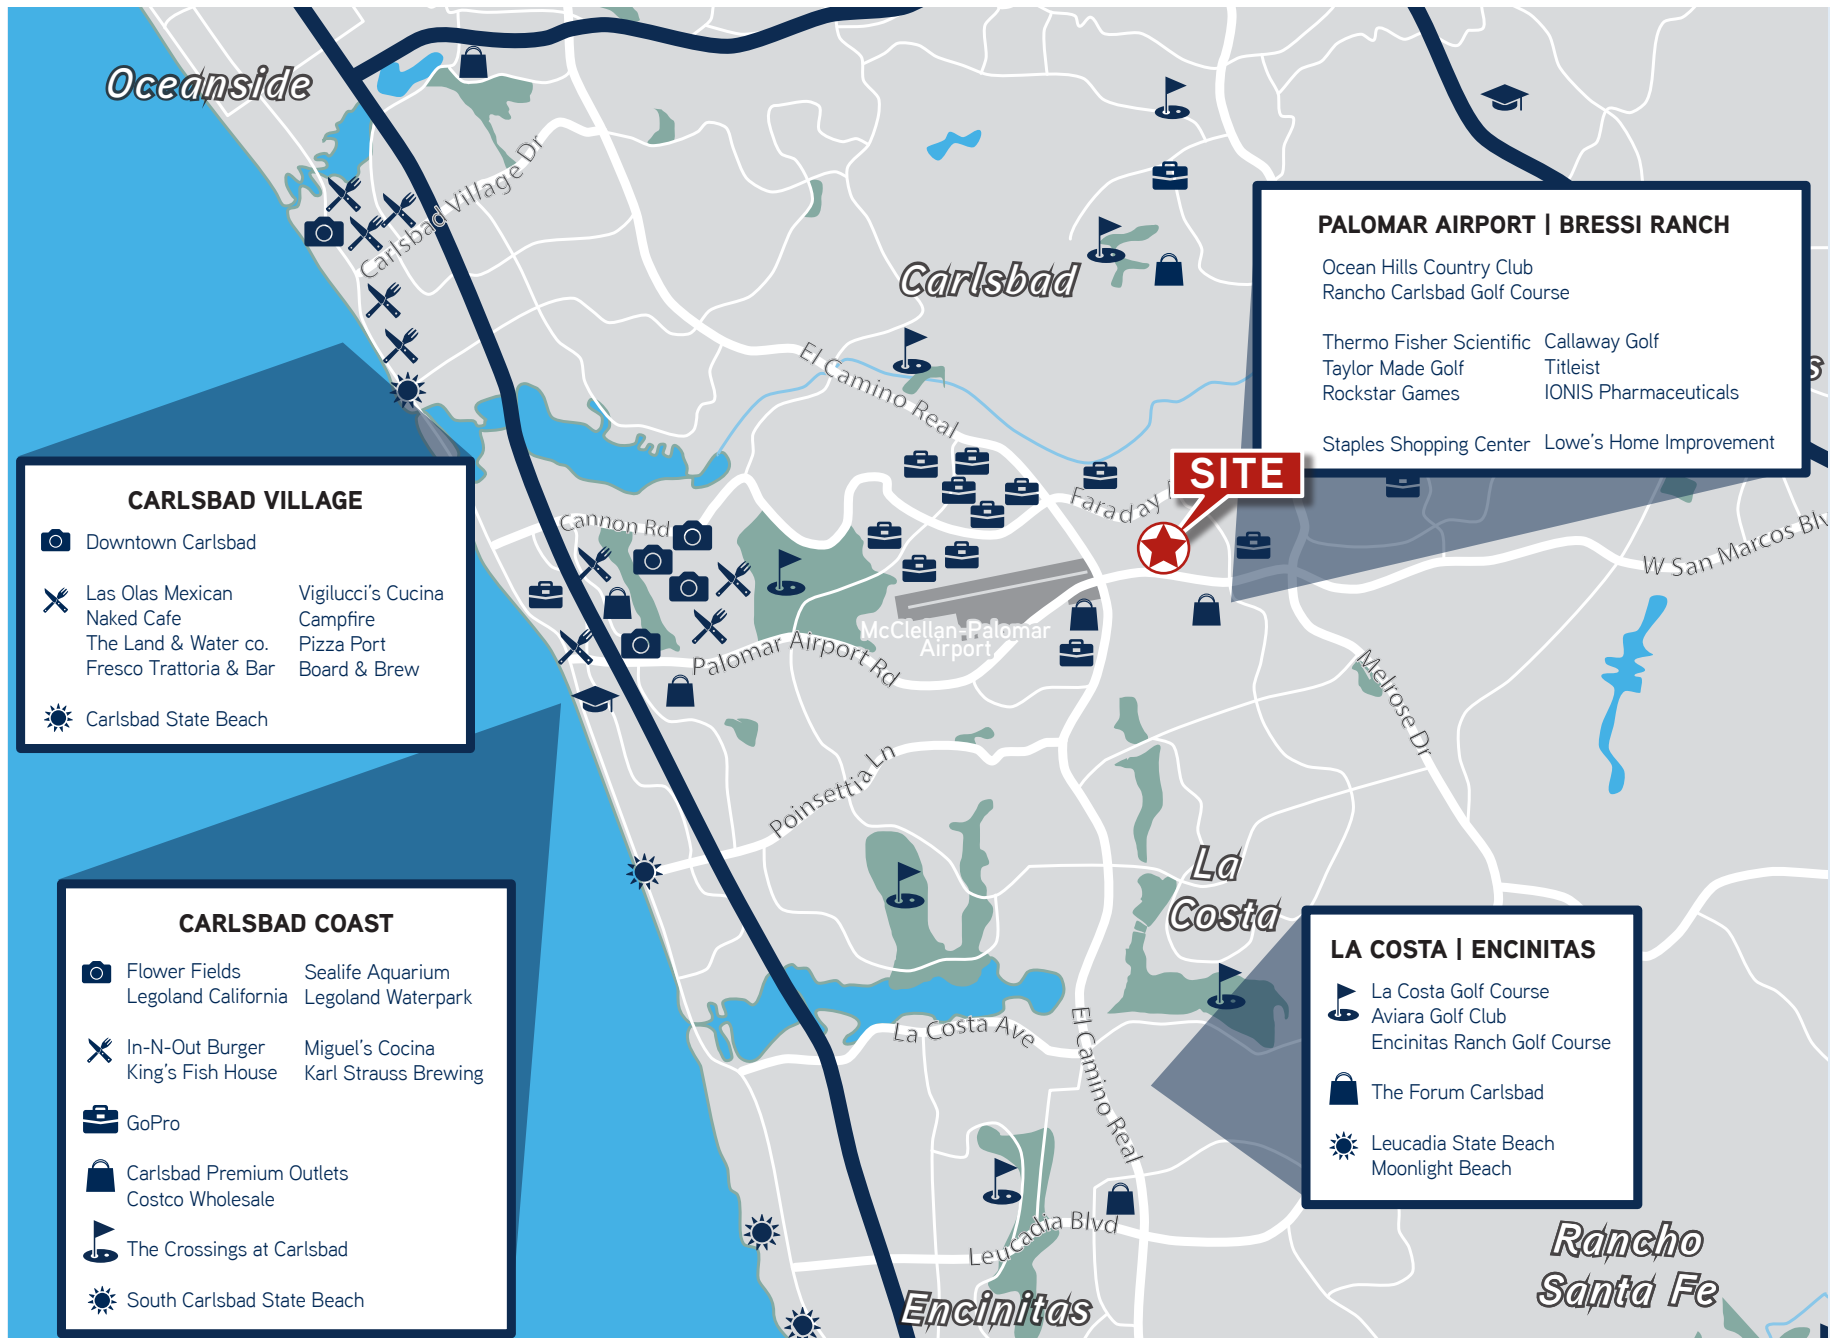 Oceanside
Carlsbad Village Dr
Carlsbad
El Camino Real
PALOMAR AIRPORT | BRESSI RANCH
Ocean Hills Country Club
Rancho Carlsbad Golf Course
Thermo Fisher Scientific Callaway Golf
Taylor Made Golf Titleist
Rockstar Games IONIS Pharmaceuticals
Staples Shopping Center Lowe's Home Improvement
s
SITE
Faraday
W San Marcos Blv
CARLSBAD VILLAGE
Downtown Carlsbad
Las Olas Mexican Vigilucci's Cucina
Naked Cafe Campfire
The Land & Water co. Pizza Port
Fresco Trattoria & Bar Board & Brew
Carlsbad State Beach
Cannon Rd
McClellan-Palomar
Airport
Palomar Airport Rd
Melrose Dr
Poinsettia Ln
La
Costa
CARLSBAD COAST
Flower Fields Sealife Aquarium
Legoland California Legoland Waterpark
In-N-Out Burger Miguel's Cocina
King's Fish House Karl Strauss Brewing
GoPro
Carlsbad Premium Outlets
Costco Wholesale
The Crossings at Carlsbad
South Carlsbad State Beach
La Costa Ave
El Camino Real
LA COSTA | ENCINITAS
La Costa Golf Course
Aviara Golf Club
Encinitas Ranch Golf Course
The Forum Carlsbad
Leucadia State Beach
Moonlight Beach
Leucadia Blvd
Encinitas
Rancho
Santa Fe